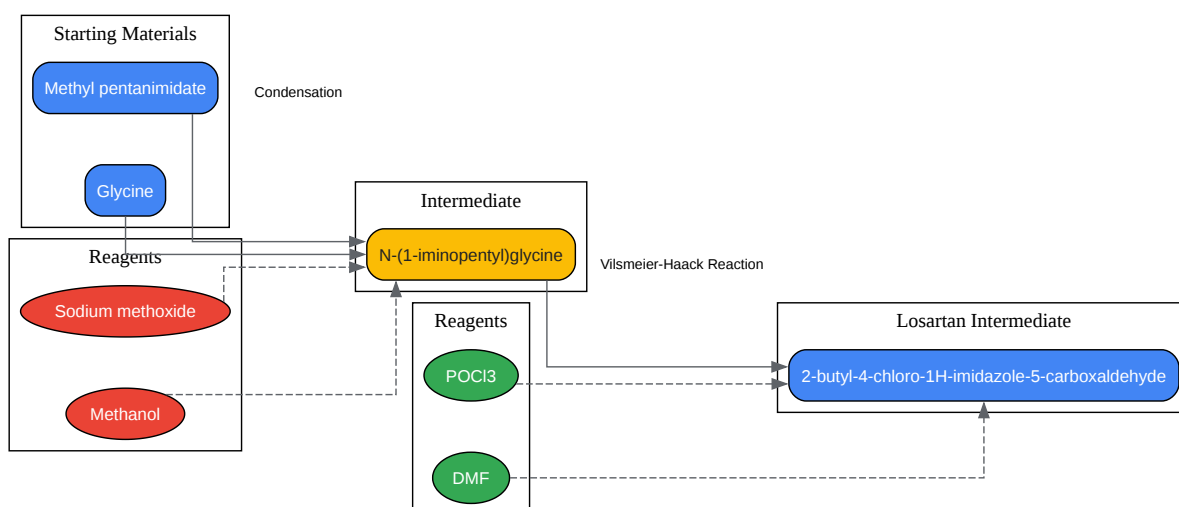 Starting Materials
Methyl pentanimidate
Condensation
Glycine
Reagents
Sodium methoxide
Methanol
Intermediate
N-(1-iminopentyl)glycine
Vilsmeier-Haack Reaction
Reagents
POCl3
DMF
Losartan Intermediate
2-butyl-4-chloro-1H-imidazole-5-carboxaldehyde